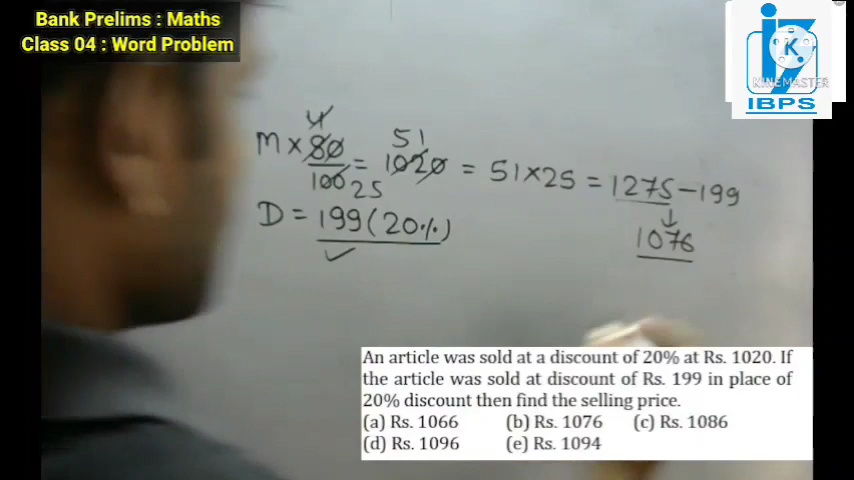 Bank Prelims : Maths
Class 04 : Word Problem
K
KINEMASTER
IBPS
M × 80/100 = 1020 = 51×25 = 1275 - 199
4
51
25
D = 199 (20%)
1076
An article was sold at a discount of 20% at Rs. 1020. If
the article was sold at discount of Rs. 199 in place of
20% discount then find the selling price.
(a) Rs. 1066 (b) Rs. 1076 (c) Rs. 1086
(d) Rs. 1096 (e) Rs. 1094